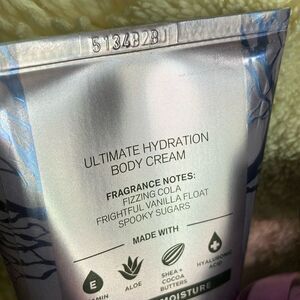 ULTIMATE HYDRATION
BODY CREAM
FRAGRANCE NOTES:
FIZZING COLA
FRIGHTFUL VANILLA FLOAT
SPOOKY SUGARS
MADE WITH
E
ALOE
SHEA +
COCOA
BUTTERS
HYALURONIC
ACID
MOISTURE